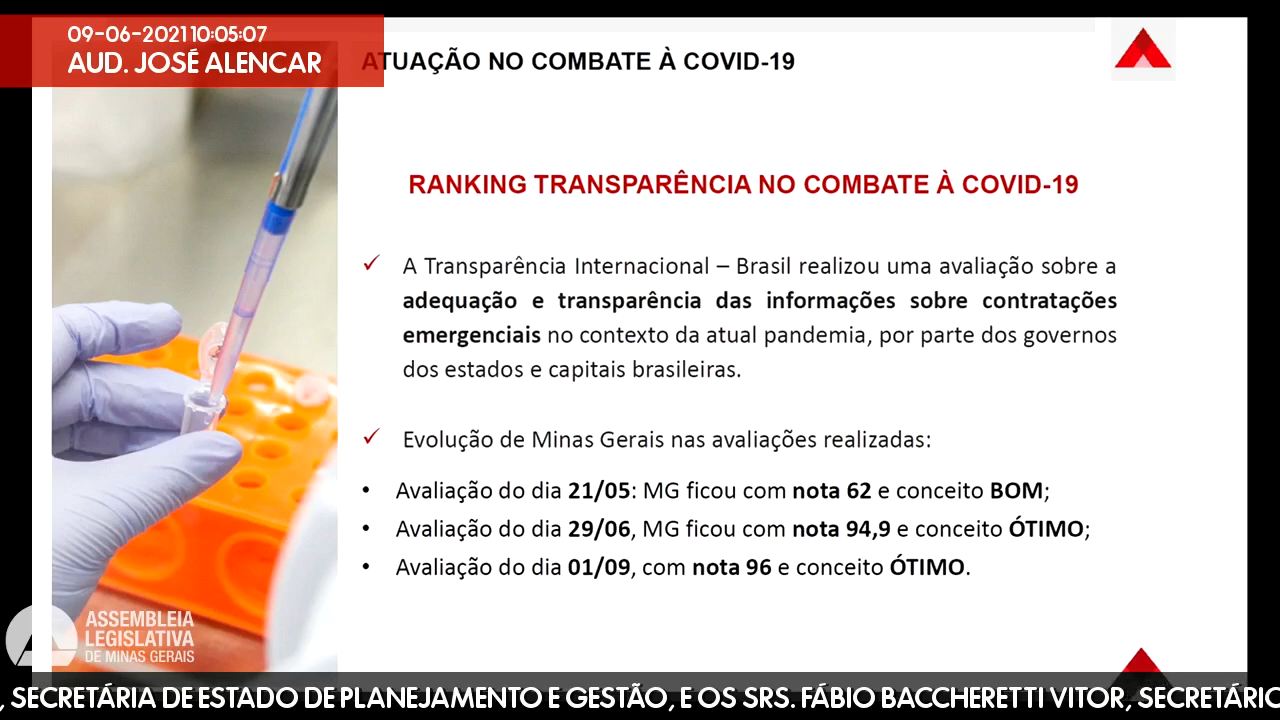 09-06-2021 10:05:07
AUD. JOSÉ ALENCAR
ATUAÇÃO NO COMBATE À COVID-19
RANKING TRANSPARÊNCIA NO COMBATE À COVID-19
✓ A Transparência Internacional – Brasil realizou uma avaliação sobre a
adequação e transparência das informações sobre contratações
emergenciais no contexto da atual pandemia, por parte dos governos
dos estados e capitais brasileiras.
✓ Evolução de Minas Gerais nas avaliações realizadas:
• Avaliação do dia 21/05: MG ficou com nota 62 e conceito BOM;
• Avaliação do dia 29/06, MG ficou com nota 94,9 e conceito ÓTIMO;
• Avaliação do dia 01/09, com nota 96 e conceito ÓTIMO.
ASSEMBLEIA
LEGISLATIVA
DE MINAS GERAIS
, SECRETÁRIA DE ESTADO DE PLANEJAMENTO E GESTÃO, E OS SRS. FÁBIO BACCHERETTI VITOR, SECRETÁRIO